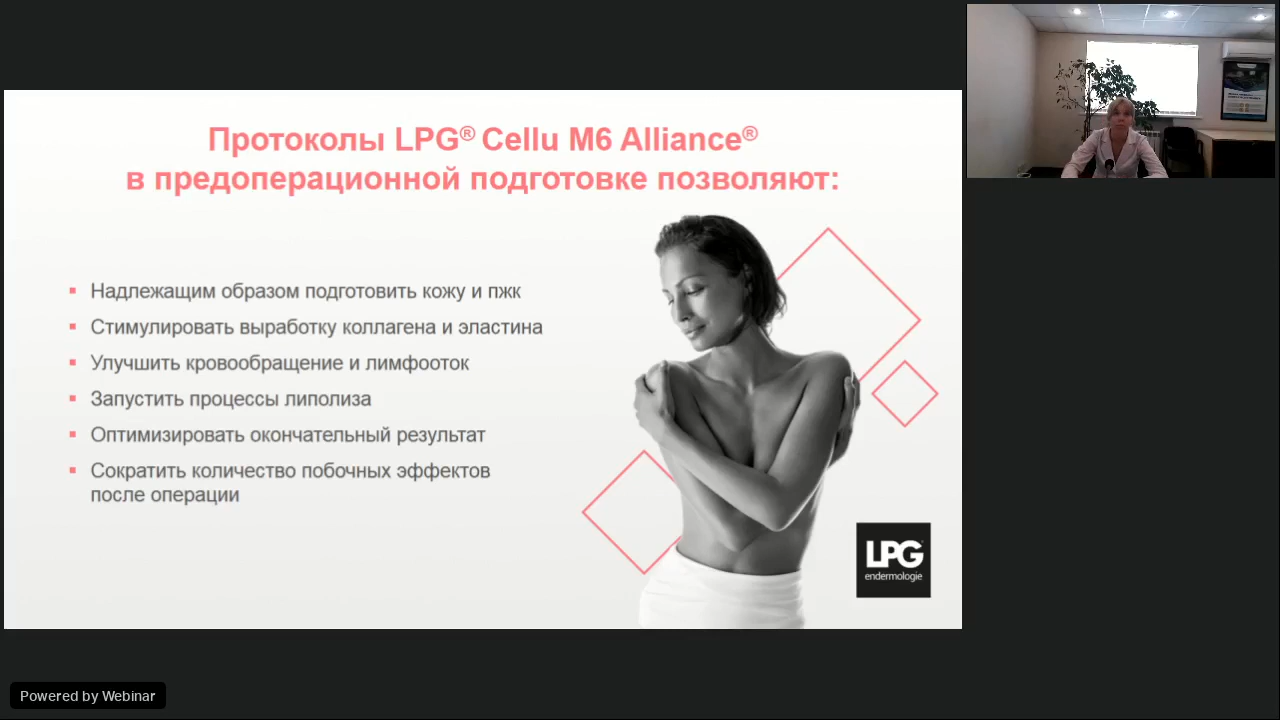 Протоколы LPG® Cellu M6 Alliance®
в предоперационной подготовке позволяют:
▪ Надлежащим образом подготовить кожу и пжк
▪ Стимулировать выработку коллагена и эластина
▪ Улучшить кровообращение и лимфоток
▪ Запустить процессы липолиза
▪ Оптимизировать окончательный результат
▪ Сократить количество побочных эффектов
после операции
LPG
endermologie
Powered by Webinar